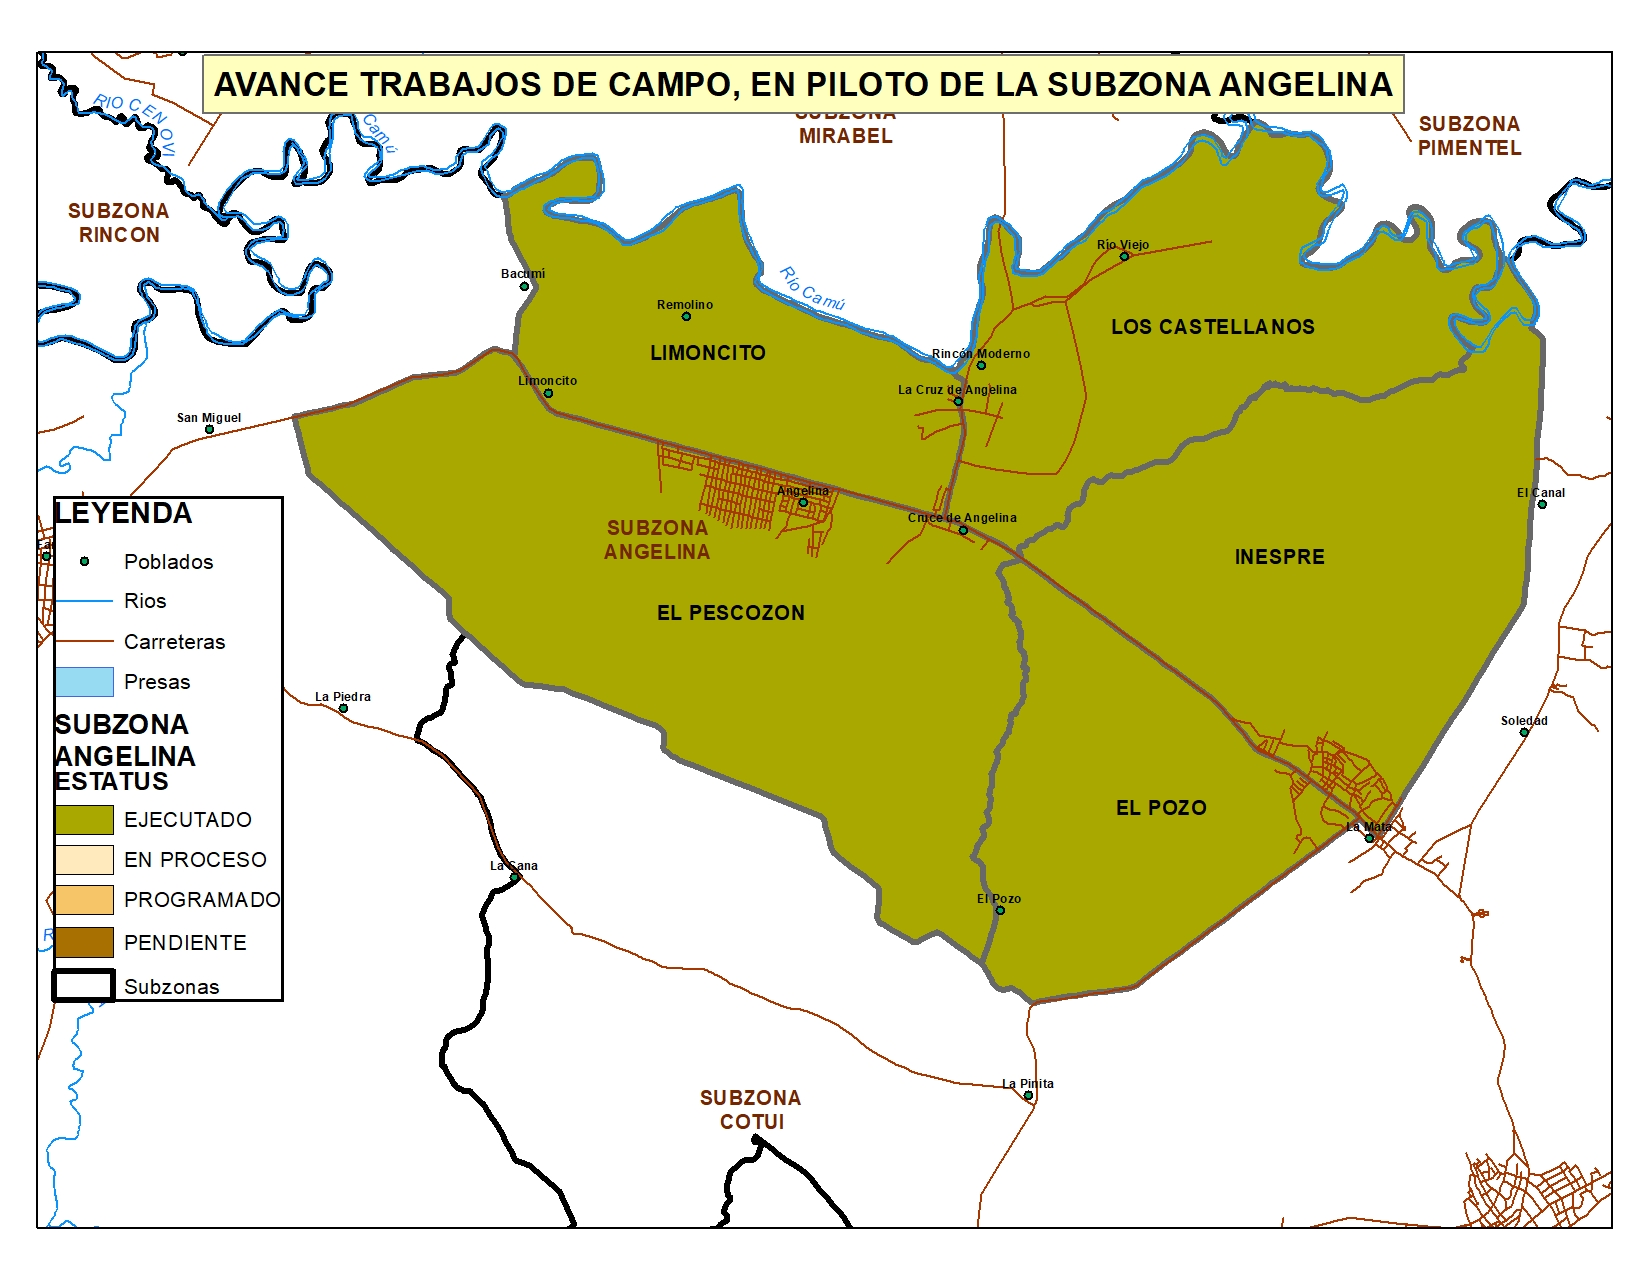 AVANCE TRABAJOS DE CAMPO, EN PILOTO DE LA SUBZONA ANGELINA
RIO CENOVI
Camú
SUBZONA
MIRABEL
SUBZONA
PIMENTEL
SUBZONA
RINCON
Rio Viejo
Bacumi
Río Camú
Remolino
LOS CASTELLANOS
LIMONCITO
Rincón Moderno
Limoncito
La Cruz de Angelina
San Miguel
Angelina
El Canal
Cruce de Angelina
SUBZONA
ANGELINA
INESPRE
EL PESCOZON
La Piedra
Soledad
EL POZO
La Mata
La Cana
El Pozo
La Pinita
SUBZONA
COTUI
LEYENDA
Poblados
Rios
Carreteras
Presas
SUBZONA
ANGELINA
ESTATUS
EJECUTADO
EN PROCESO
PROGRAMADO
PENDIENTE
Subzonas